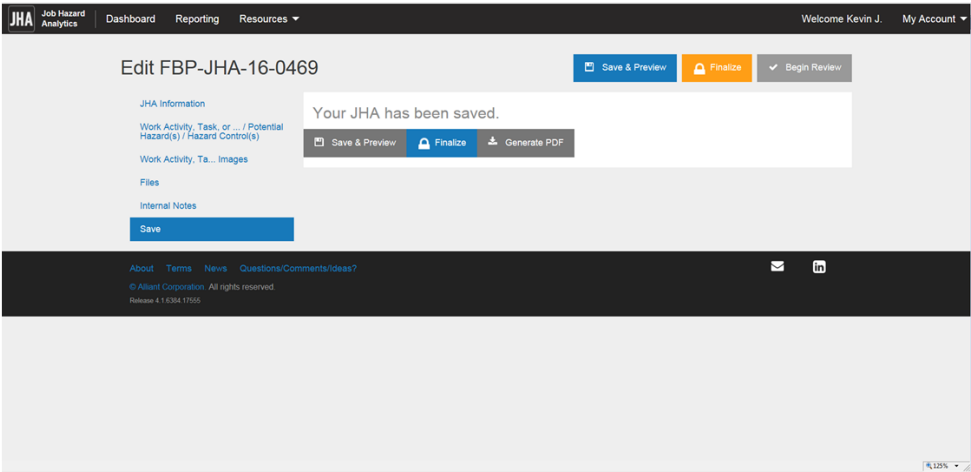 JHA Job Hazard Analytics Dashboard Reporting Resources Welcome Kevin J. My Account
Edit FBP-JHA-16-0469
Save & Preview Finalize Begin Review
JHA Information
Work Activity, Task, or ... / Potential
Hazard(s) / Hazard Control(s)
Work Activity, Ta... Images
Files
Internal Notes
Save
Your JHA has been saved.
Save & Preview Finalize Generate PDF
About Terms News Questions/Comments/Ideas?
in
© Alliant Corporation All rights reserved
Release 4.1.6384.17555
125%